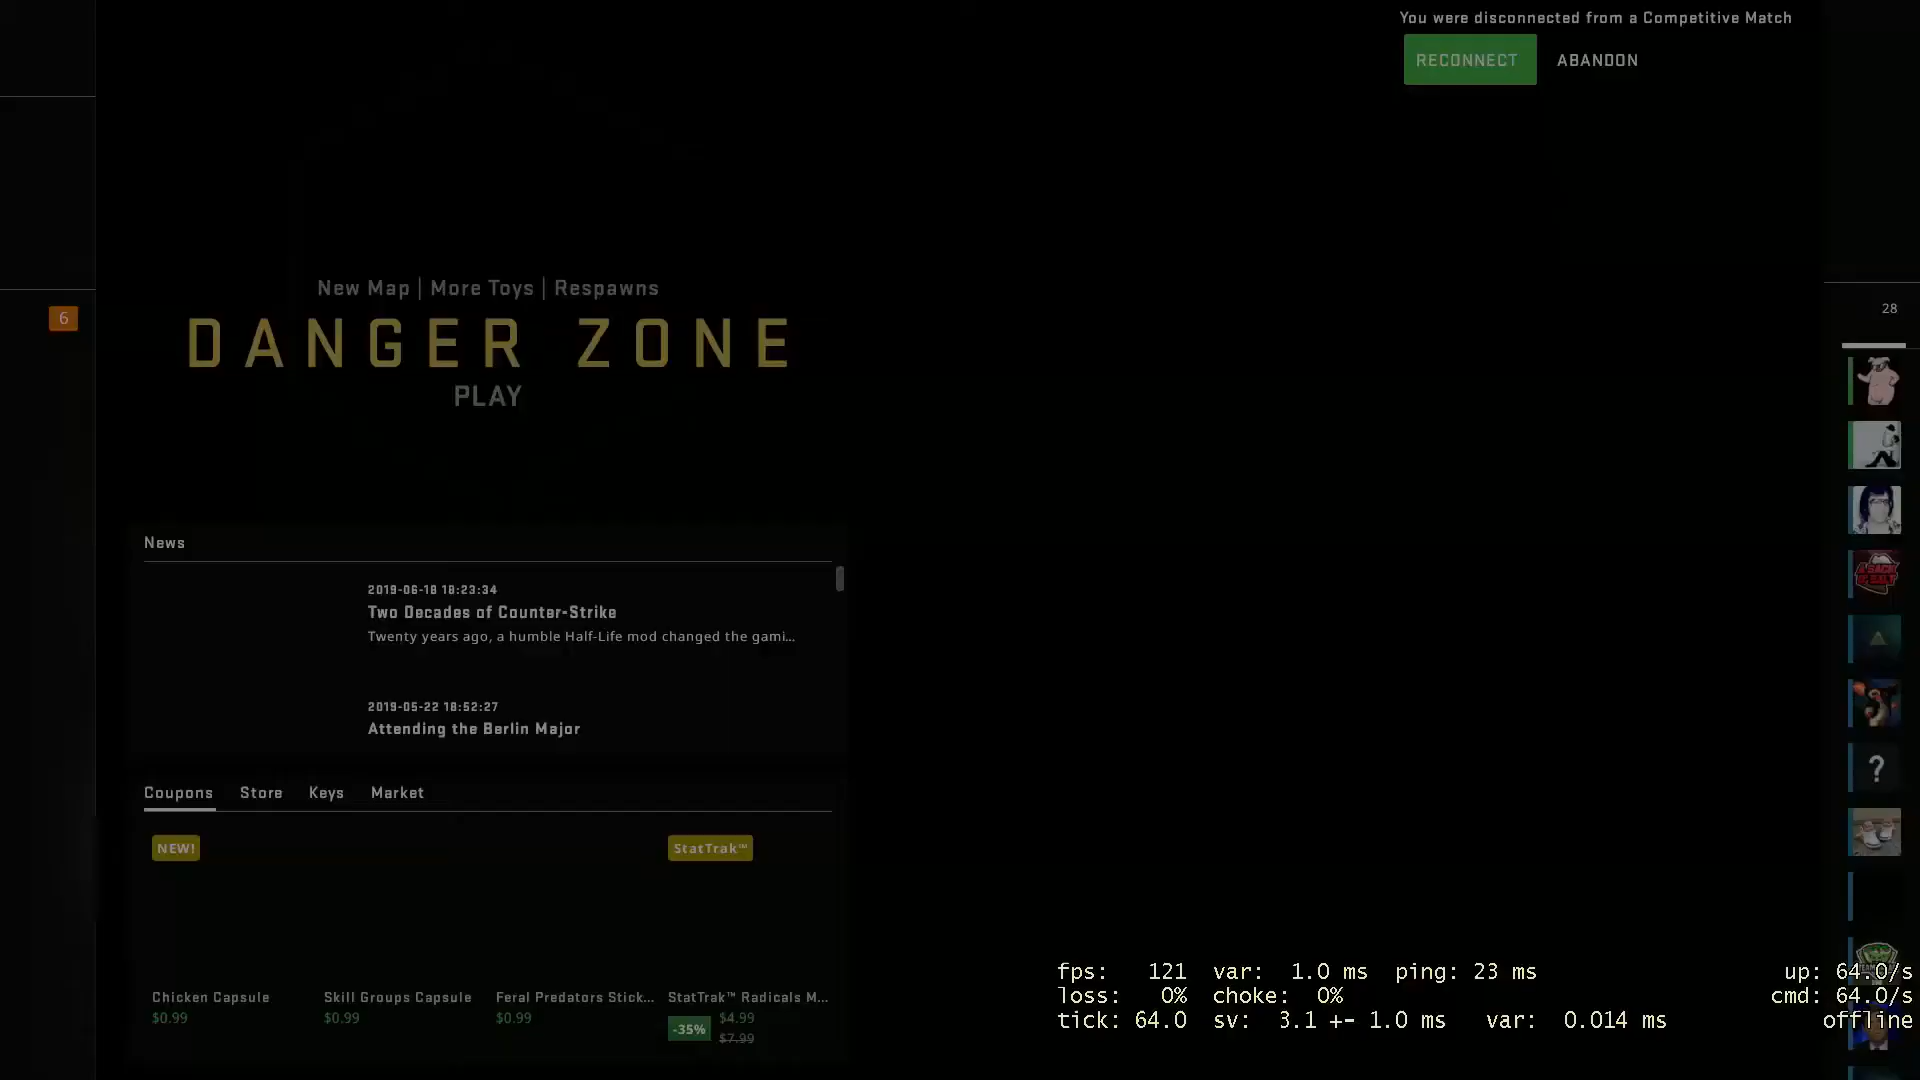 You were disconnected from a Competitive Match
RECONNECT ABANDON
6
28
New Map | More Toys | Respawns
DANGER ZONE
PLAY
News
2019-06-18 18:23:34
Two Decades of Counter-Strike
Twenty years ago, a humble Half-Life mod changed the gami...
2019-05-22 18:52:27
Attending the Berlin Major
Coupons Store Keys Market
NEW! StatTrak™
Chicken Capsule Skill Groups Capsule Feral Predators Stick... StatTrak™ Radicals M...
$0.99 $0.99 $0.99 -35% $4.99
$7.99
?
A SACK OF SALT
fps: 121 var: 1.0 ms ping: 23 ms up: 64.0/s
loss: 0% choke: 0% cmd: 64.0/s
tick: 64.0 sv: 3.1 +- 1.0 ms var: 0.014 ms offline